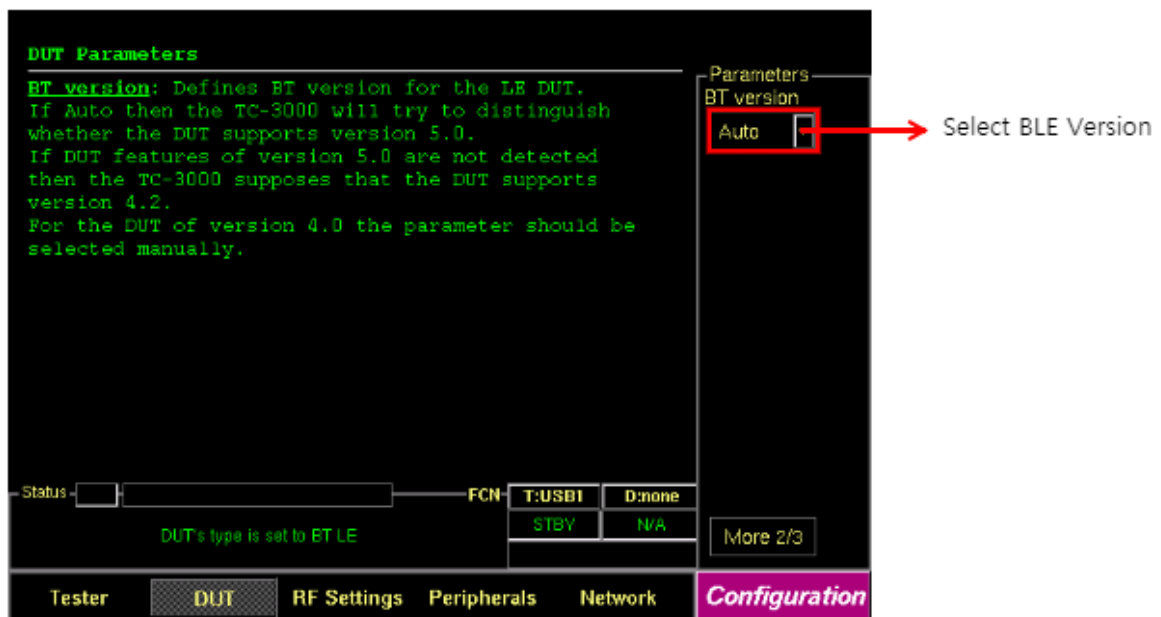 DUT Parameters
BT version: Defines BT version for the LE DUT.
If Auto then the TC-3000 will try to distinguish
whether the DUT supports version 5.0.
If DUT features of version 5.0 are not detected
then the TC-3000 supposes that the DUT supports
version 4.2.
For the DUT of version 4.0 the parameter should be
selected manually.
Parameters
BT version
Auto
Select BLE Version
Status
FCN
T:USB1
D:none
STBY
N/A
DUT's type is set to BT LE
More 2/3
Tester
DUT
RF Settings
Peripherals
Network
Configuration